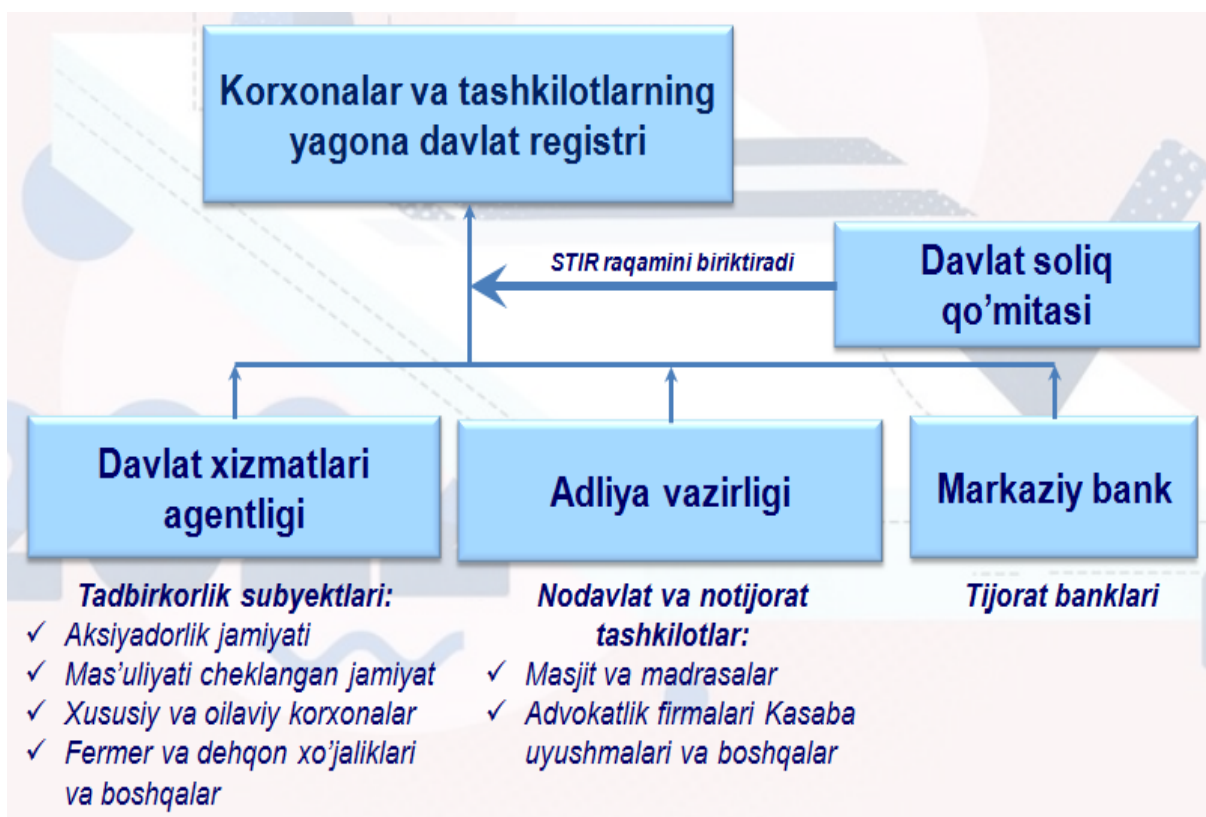 Korxonalar va tashkilotlarning
yagona davlat registri
STIR raqamini biriktiradi
Davlat soliq
qo’mitasi
Davlat xizmatlari
agentligi
Adliya vazirligi
Markaziy bank
Tadbirkorlik subyektlari:
✓ Aksiyadorlik jamiyati
✓ Mas’uliyati cheklangan jamiyat
✓ Xususiy va oilaviy korxonalar
✓ Fermer va dehqon xo’jaliklari
va boshqalar
Nodavlat va notijorat
tashkilotlar:
✓ Masjit va madrasalar
✓ Advokatlik firmalari Kasaba
uyushmalari va boshqalar
Tijorat banklari